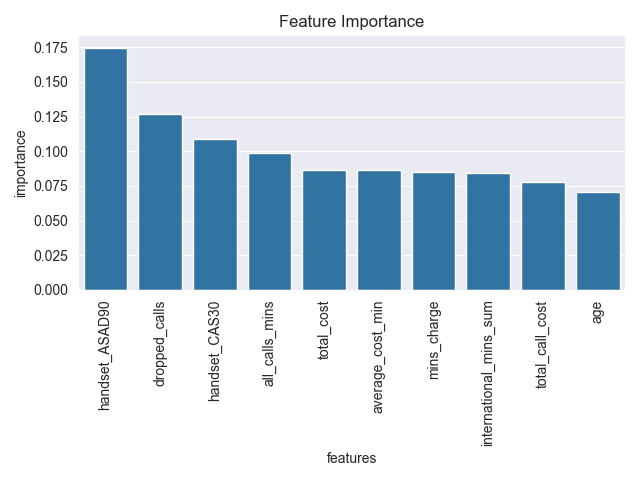 Feature Importance
importance
0.175
0.150
0.125
0.100
0.075
0.050
0.025
0.000
handset_ASAD90
dropped_calls
handset_CAS30
all_calls_mins
total_cost
average_cost_min
mins_charge
international_mins_sum
total_call_cost
age
features